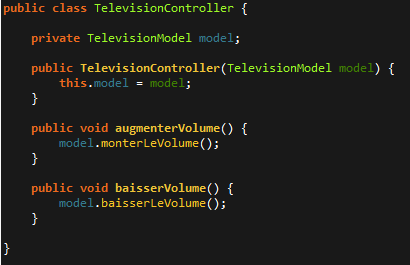 public class TelevisionController {
private TelevisionModel model;
public TelevisionController(TelevisionModel model) {
this.model = model;
}
public void augmenterVolume() {
model.monterLeVolume();
}
public void baisserVolume() {
model.baisserLeVolume();
}
}